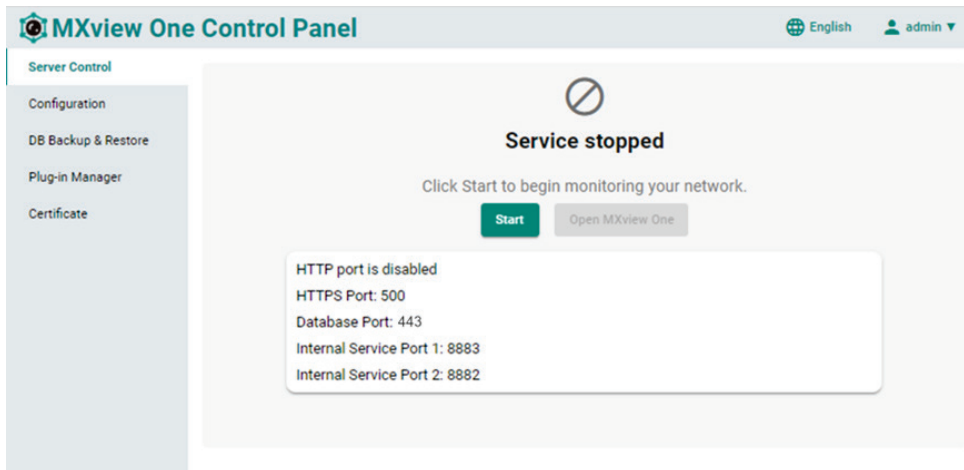 MXview One Control Panel
English
admin
Server Control
Configuration
DB Backup & Restore
Plug-in Manager
Certificate
Service stopped
Click Start to begin monitoring your network.
Start
Open MXview One
HTTP port is disabled
HTTPS Port: 500
Database Port: 443
Internal Service Port 1: 8883
Internal Service Port 2: 8882